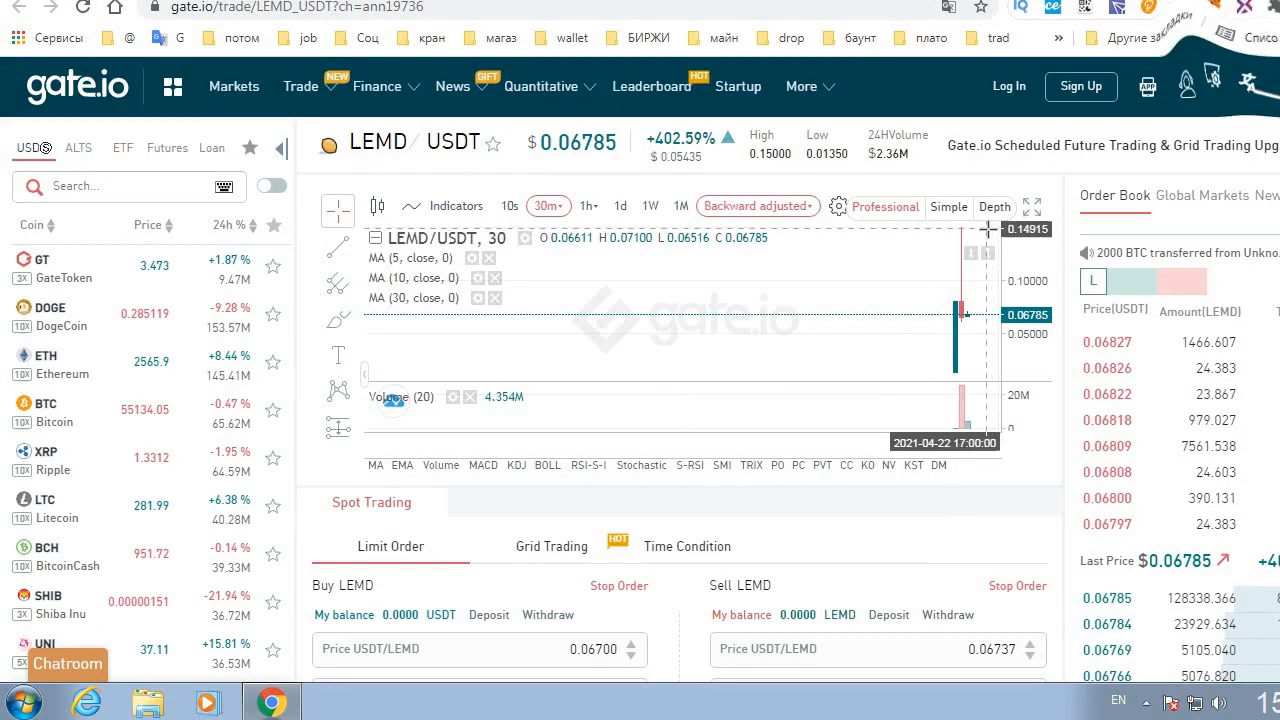 gate.io/trade/LEMD_USDT?ch=ann19736
Сервисы @ G потом job Соц кран магаз wallet БИРЖИ майн drop баунт плато trad » Другие закладки Списо
gate.io Markets Trade NEW Finance News GIFT Quantitative Leaderboard HOT Startup More Log In Sign Up
USDⓈ ALTS ETF Futures Loan
Search...
Coin Price 24h %
GT 3X GateToken 3.473 +1.87 % 9.47M
DOGE 10X DogeCoin 0.285119 -9.28 % 153.57M
ETH 10X Ethereum 2565.9 +8.44 % 145.41M
BTC 10X Bitcoin 55134.05 -0.47 % 65.62M
XRP 10X Ripple 1.3312 -1.95 % 64.59M
LTC 10X Litecoin 281.99 +6.38 % 40.28M
BCH 10X BitcoinCash 951.72 -0.14 % 39.33M
SHIB 3X Shiba Inu 0.00000151 -21.94 % 36.72M
UNI 5X 37.11 +15.81 % 36.53M
Chatroom
LEMD/USDT $0.06785 +402.59% $ 0.05435 High 0.15000 Low 0.01350 24HVolume $2.36M
Gate.io Scheduled Future Trading & Grid Trading Upg
Indicators 10s 30m 1h 1d 1W 1M Backward adjusted Professional Simple Depth
LEMD/USDT, 30 O 0.06611 H 0.07100 L 0.06516 C 0.06785
MA (5, close, 0)
MA (10, close, 0)
MA (30, close, 0)
gate.io
0.14915
0.10000
0.06785
0.05000
Volume (20) 4.354M
20M
0
2021-04-22 17:00:00
MA EMA Volume MACD KDJ BOLL RSI-S-I Stochastic S-RSI SMI TRIX PO PC PVT CC KO NV KST DM
Spot Trading
Limit Order Grid Trading HOT Time Condition
Buy LEMD Stop Order Sell LEMD Stop Order
My balance 0.0000 USDT Deposit Withdraw My balance 0.0000 LEMD Deposit Withdraw
Price USDT/LEMD 0.06700 Price USDT/LEMD 0.06737
Order Book Global Markets New
2000 BTC transferred from Unkno.
L
Price(USDT) Amount(LEMD) T
0.06827 1466.607
0.06826 24.383
0.06822 23.867
0.06818 979.027
0.06809 7561.538
0.06808 24.603
0.06800 390.131
0.06797 24.383
Last Price $0.06785 +40
0.06785 128338.366
0.06784 23929.634
0.06769 5105.040
0.06766 5076.820
EN 15